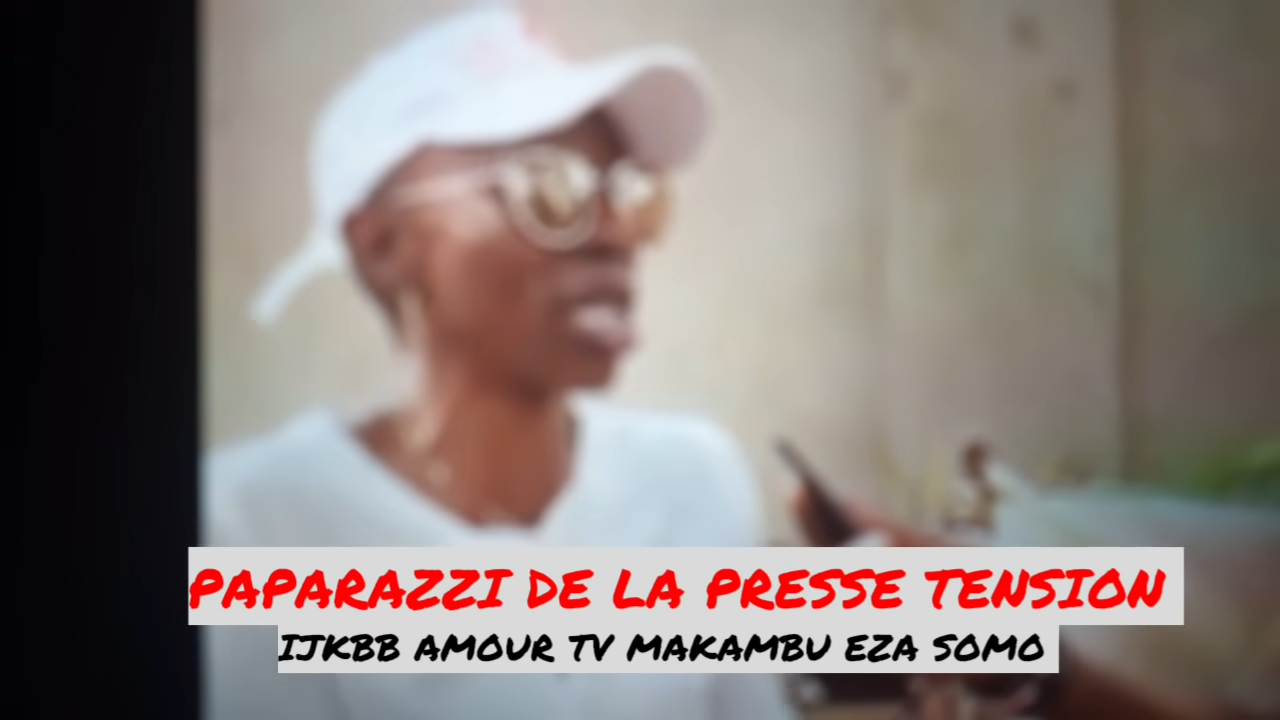 PAPARAZZI DE LA PRESSE TENSION
IJKBB AMOUR TV MAKAMBU EZA SOMO